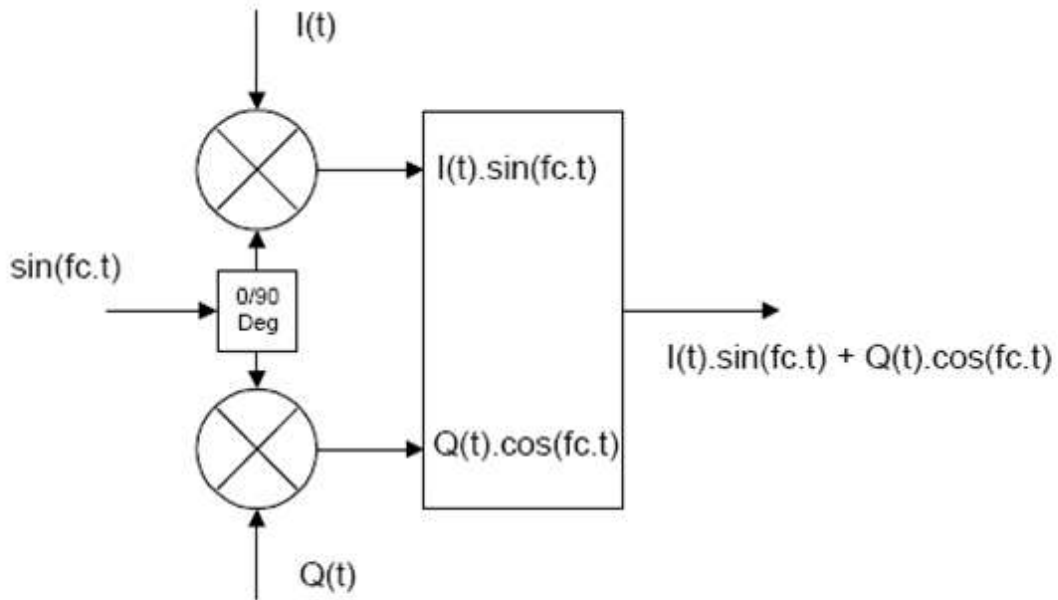 I(t)
I(t).sin(fc.t)
sin(fc.t)
0/90
Deg
I(t).sin(fc.t) + Q(t).cos(fc.t)
Q(t).cos(fc.t)
Q(t)